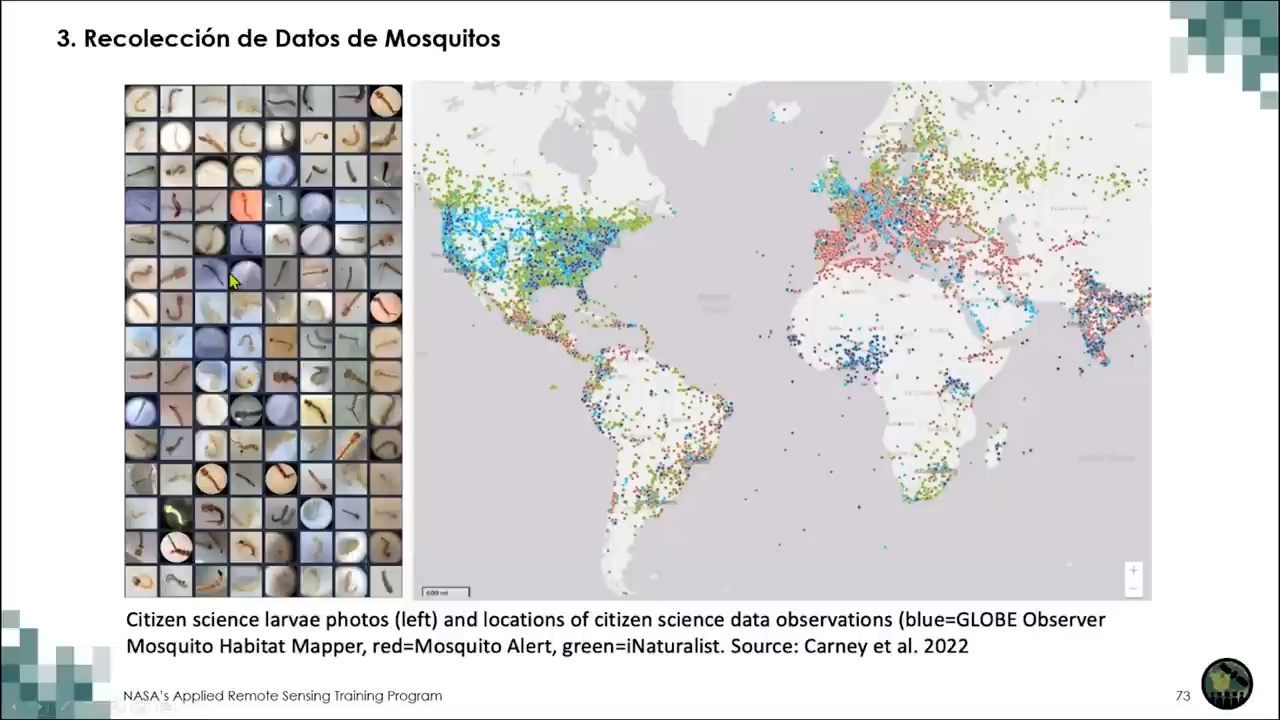 3. Recolección de Datos de Mosquitos
600 mi
Citizen science larvae photos (left) and locations of citizen science data observations (blue=GLOBE Observer
Mosquito Habitat Mapper, red=Mosquito Alert, green=iNaturalist. Source: Carney et al. 2022
NASA's Applied Remote Sensing Training Program
73